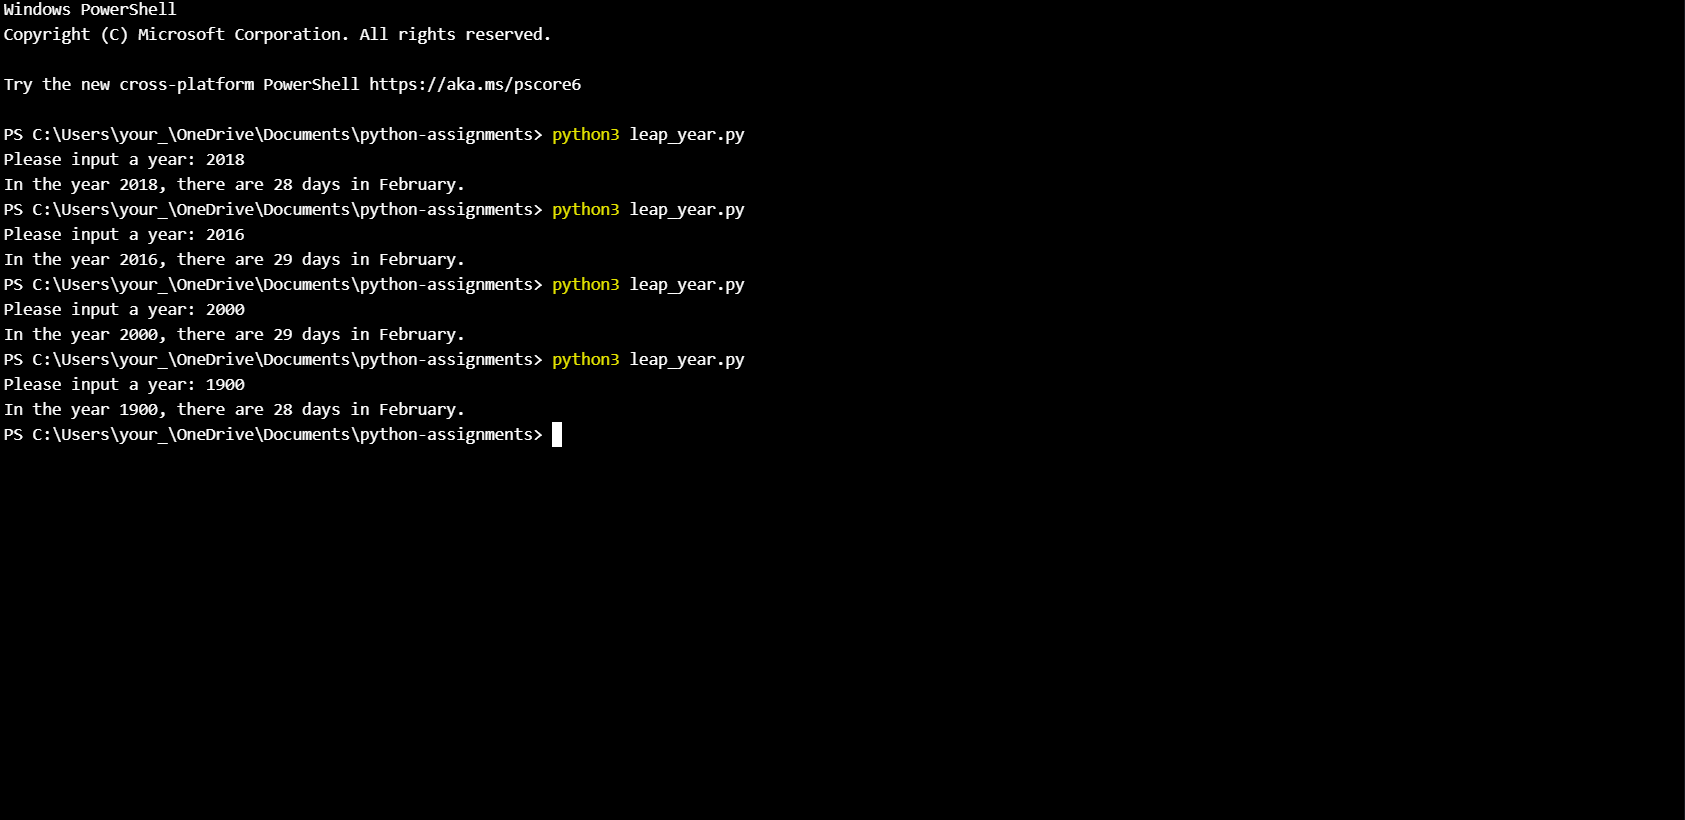 Windows PowerShell
Copyright (C) Microsoft Corporation. All rights reserved.
Try the new cross-platform PowerShell https://aka.ms/pscore6
PS C:\Users\your_\OneDrive\Documents\python-assignments> python3 leap_year.py
Please input a year: 2018
In the year 2018, there are 28 days in February.
PS C:\Users\your_\OneDrive\Documents\python-assignments> python3 leap_year.py
Please input a year: 2016
In the year 2016, there are 29 days in February.
PS C:\Users\your_\OneDrive\Documents\python-assignments> python3 leap_year.py
Please input a year: 2000
In the year 2000, there are 29 days in February.
PS C:\Users\your_\OneDrive\Documents\python-assignments> python3 leap_year.py
Please input a year: 1900
In the year 1900, there are 28 days in February.
PS C:\Users\your_\OneDrive\Documents\python-assignments>